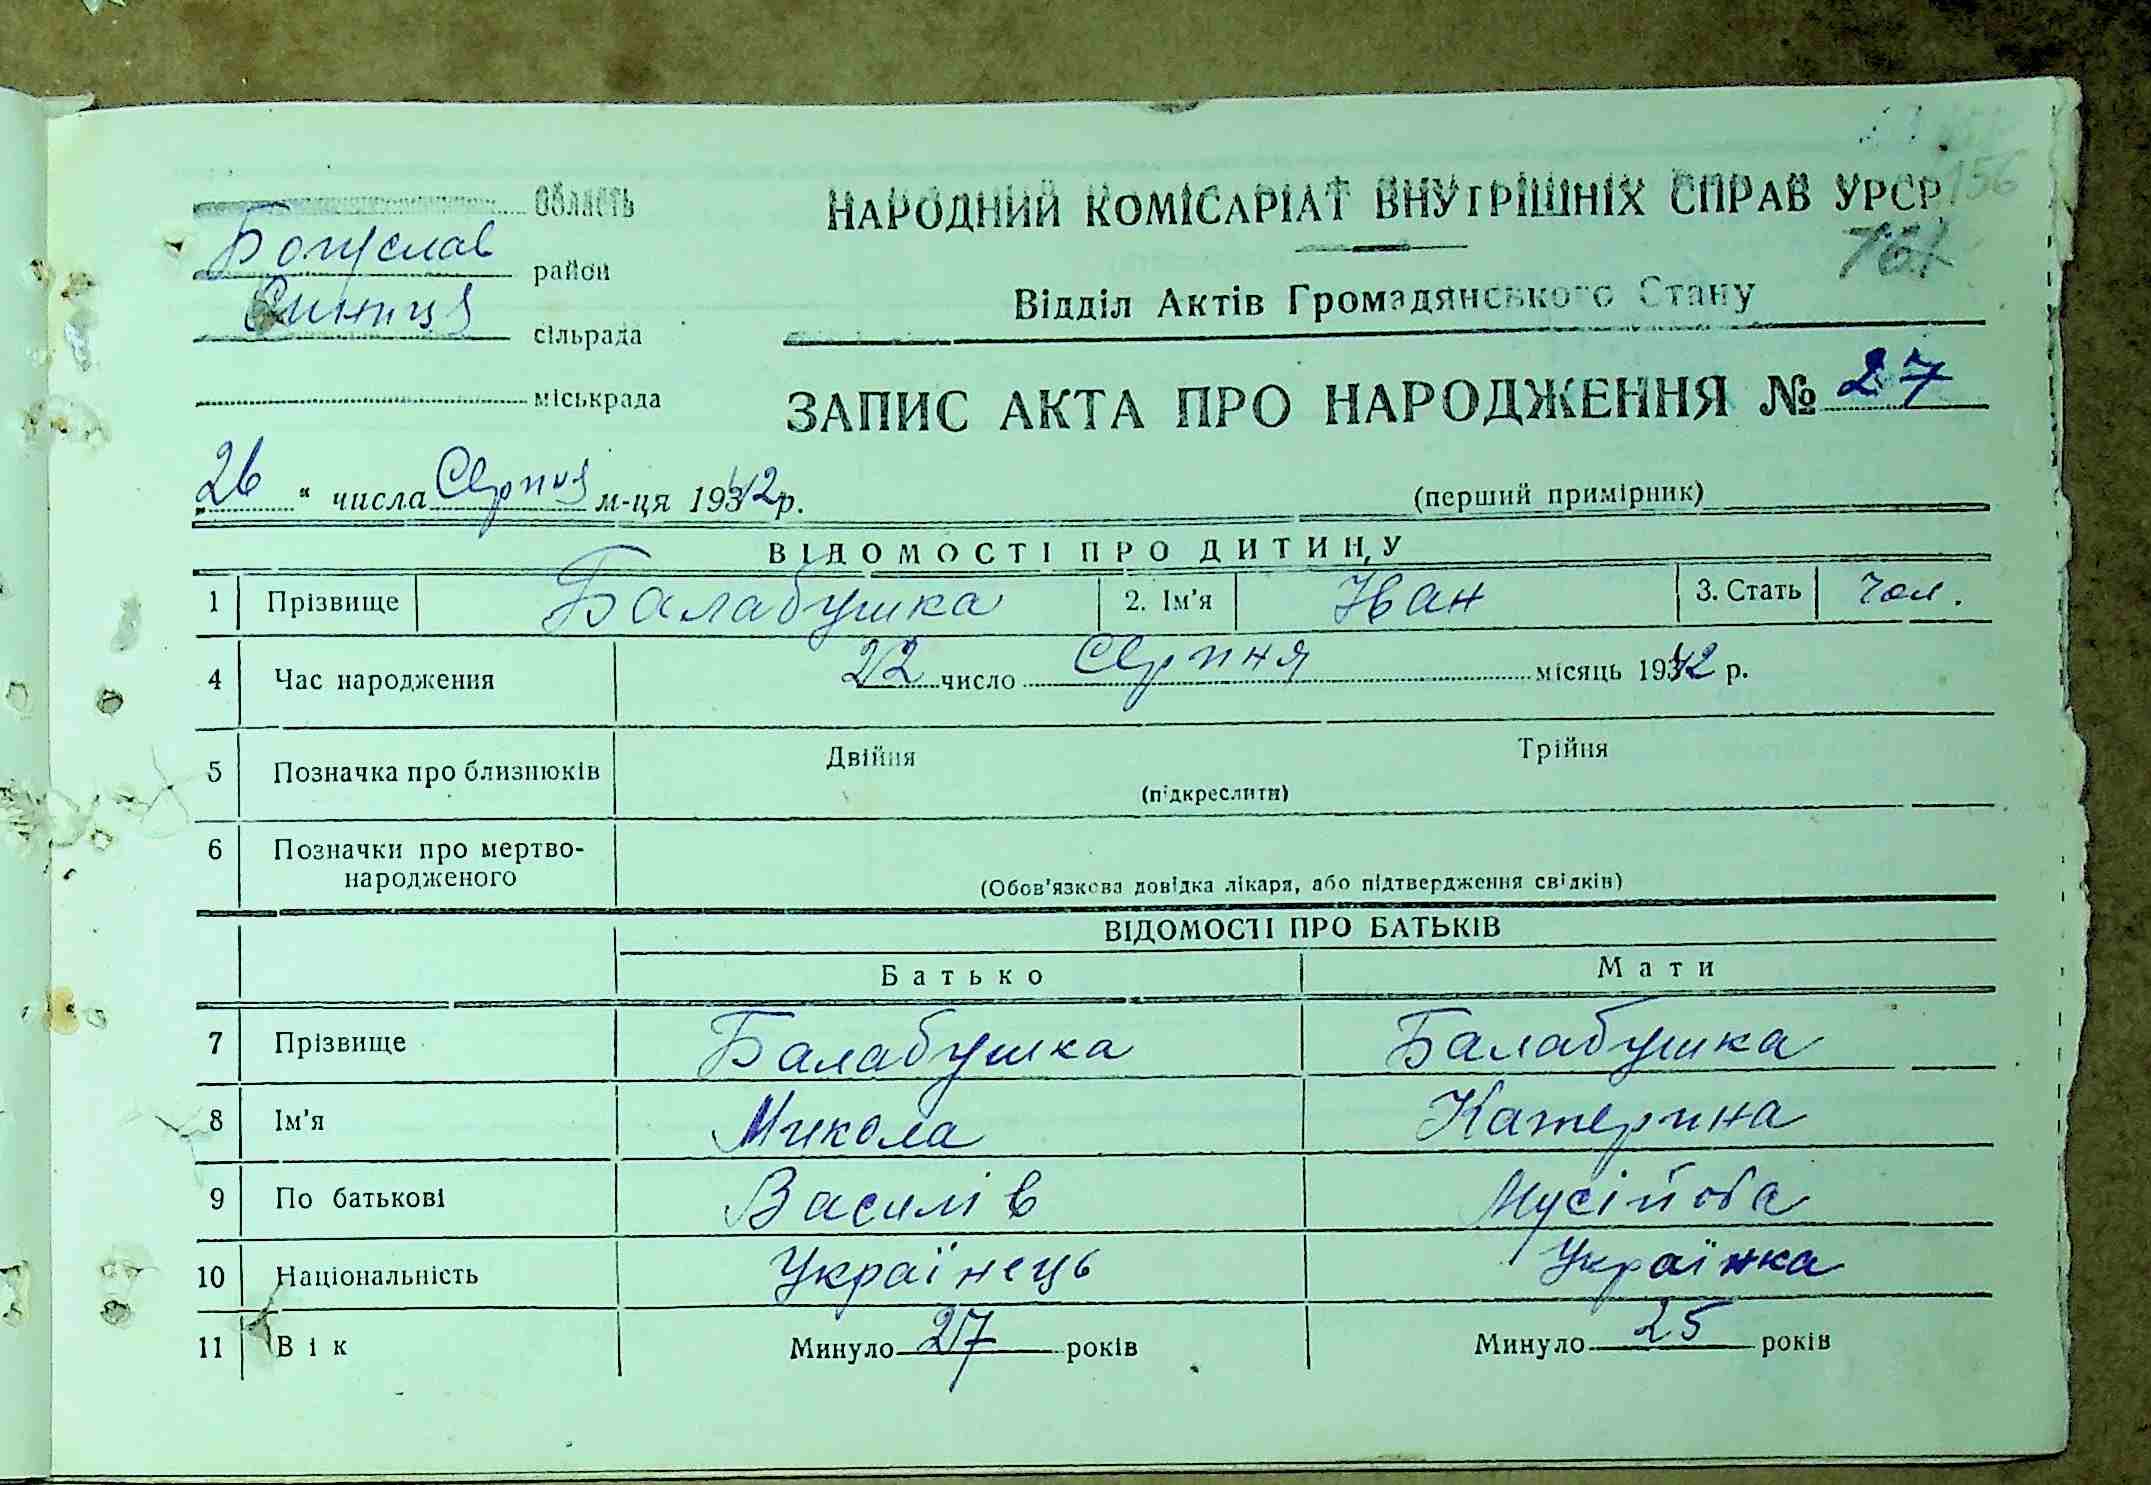 Область
Богуслав район
Синиця сільрада
міськрада
НАРОДНИЙ КОМІСАРІАТ ВНУТРІШНІХ СПРАВ УРСР
156
Відділ Актів Громадянського Стану
ЗАПИС АКТА ПРО НАРОДЖЕННЯ № 27
26 " числа Серпня м-ця 1942 р.
(перший примірник)
ВІДОМОСТІ ПРО ДИТИНУ
1 Прізвище Балабушка 2. Ім'я Іван 3. Стать чол.
4 Час народження 22 число Серпня місяць 1942 р.
5 Позначка про близнюків Двійня Трійня
(підкреслити)
6 Позначки про мертво-
народженого
(Обов'язкова довідка лікаря, або підтвердження свідків)
ВІДОМОСТІ ПРО БАТЬКІВ
Батько Мати
7 Прізвище Балабушка Балабушка
8 Ім'я Микола Катерина
9 По батькові Василів Мусійова
10 Національність Українець Українка
11 Вік Минуло 27 років Минуло 25 років